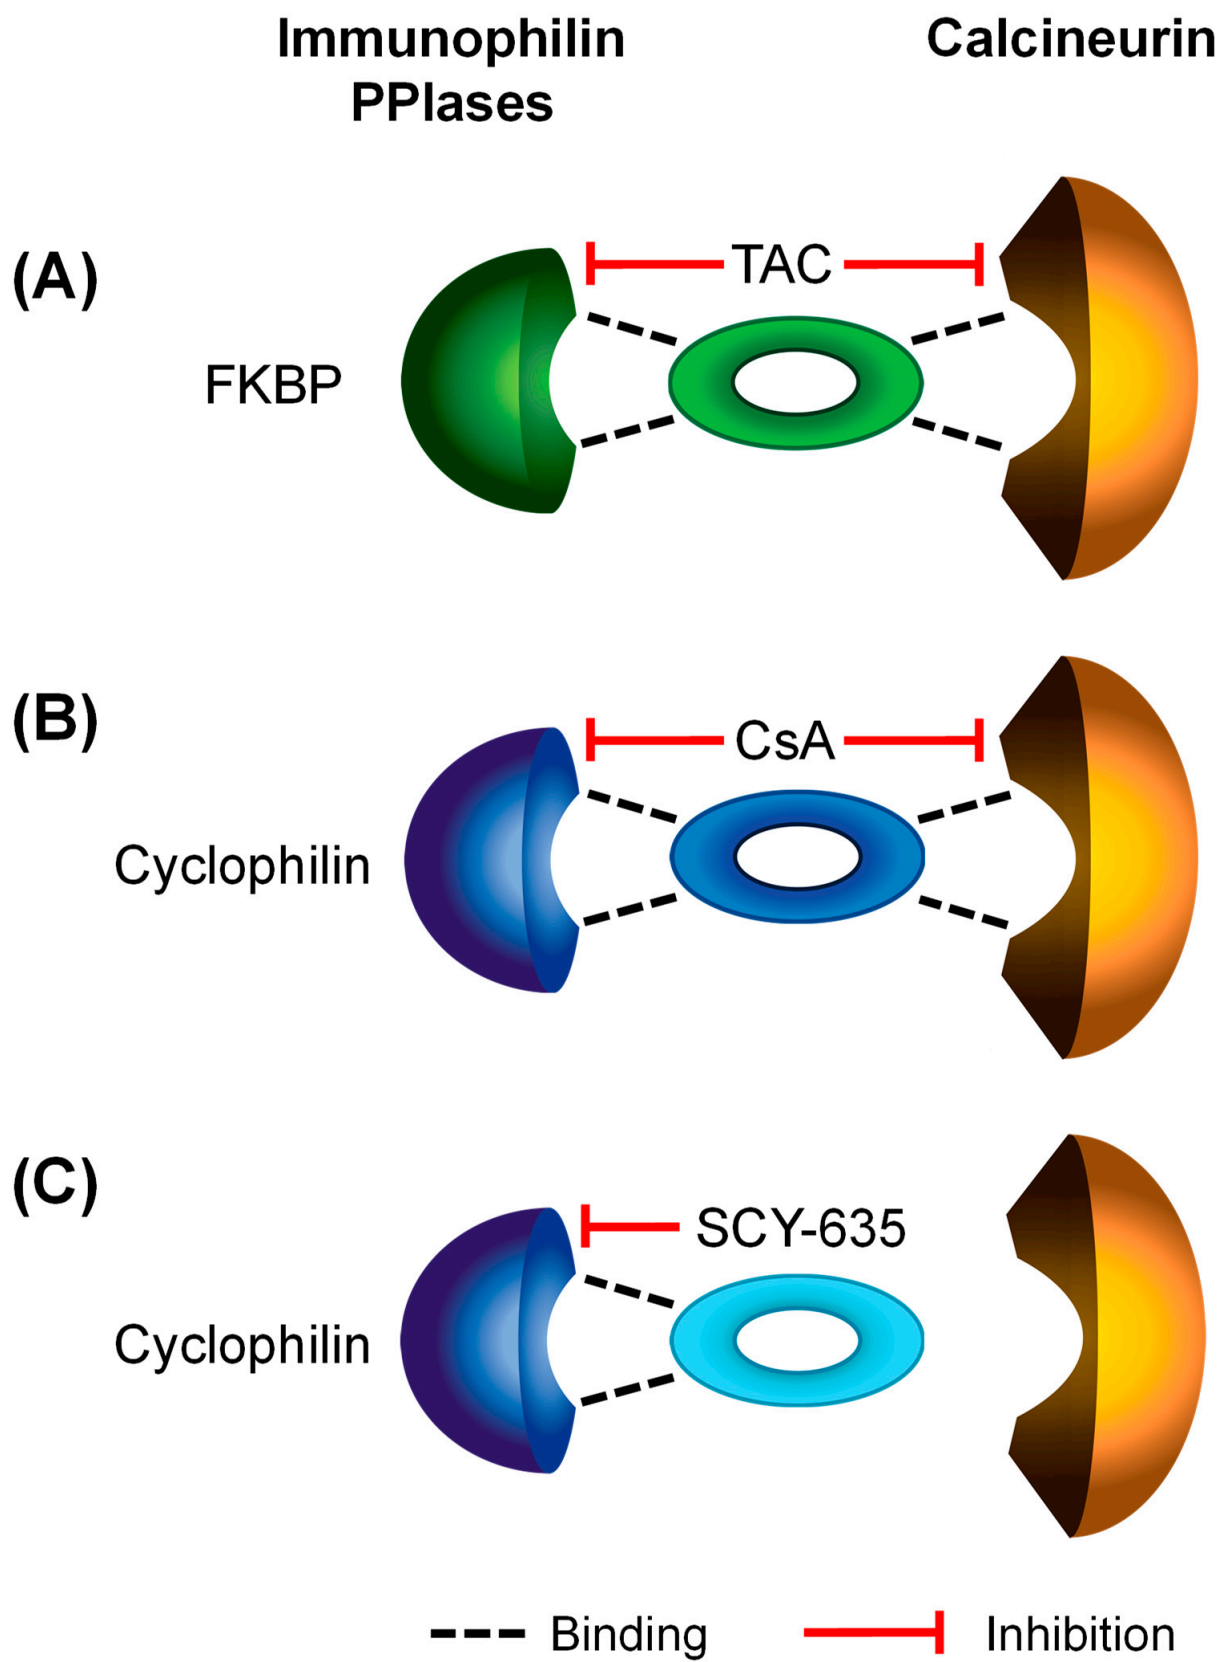 Immunophilin
PPIases
Calcineurin
(A)
TAC
FKBP
(B)
CsA
Cyclophilin
(C)
SCY-635
Cyclophilin
Binding
Inhibition